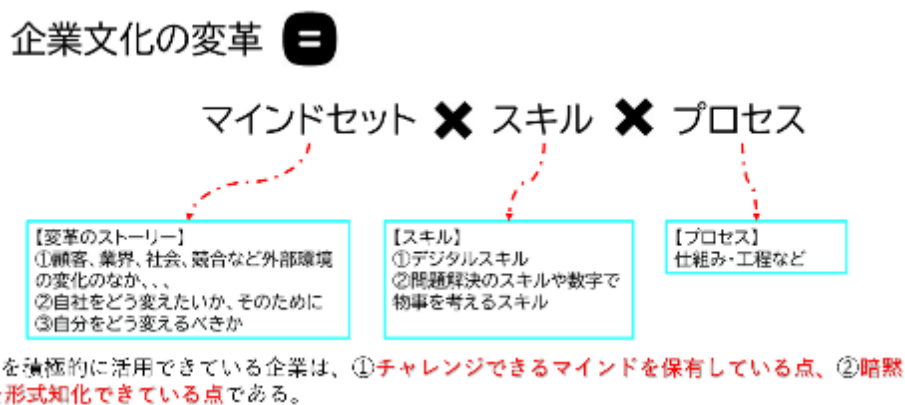 企業文化の変革 =
マインドセット ✖ スキル ✖ プロセス
【変革のストーリー】
①顧客、業界、社会、競合など外部環境
の変化のなか、、、
②自社をどう変えたいか、そのために
③自分をどう変えるべきか
【スキル】
①デジタルスキル
②問題解決のスキルや数字で
物事を考えるスキル
【プロセス】
仕組み・工程など
を積極的に活用できている企業は、①チャレンジできるマインドを保有している点、②暗黙
形式知化できている点である。